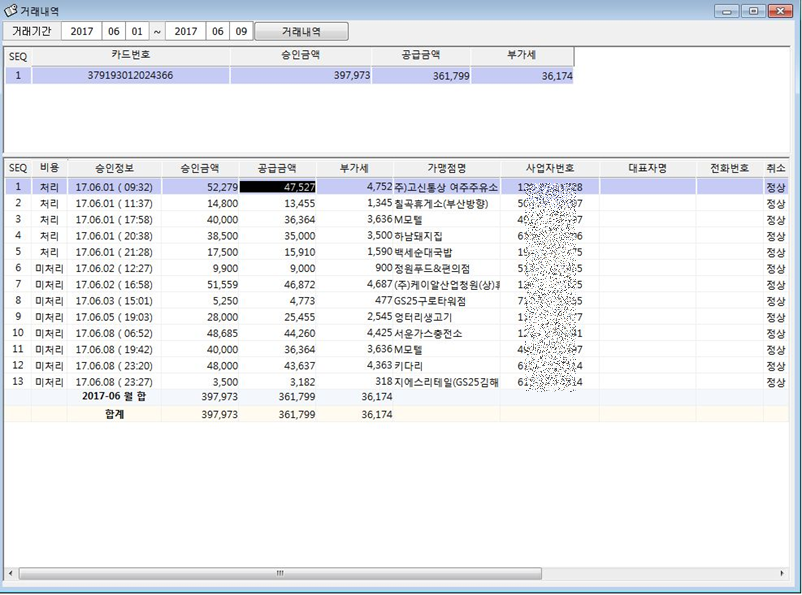 거래내역
거래기간 2017 06 01 ~ 2017 06 09 거래내역
SEQ 카드번호 승인금액 공급금액 부가세
1 379193012024366 397,973 361,799 36,174
SEQ 비용 승인정보 승인금액 공급금액 부가세 가맹점명 사업자번호 대표자명 전화번호 취소
1 처리 17.06.01 ( 09:32) 52,279 47,527 4,752 주)고신통상 여주주유소 정상
2 처리 17.06.01 ( 11:37) 14,800 13,455 1,345 칠곡휴게소(부산방향) 정상
3 처리 17.06.01 ( 17:58) 40,000 36,364 3,636 M모텔 정상
4 처리 17.06.01 ( 20:38) 38,500 35,000 3,500 하남돼지집 정상
5 처리 17.06.01 ( 21:28) 17,500 15,910 1,590 백세순대국밥 정상
6 미처리 17.06.02 ( 12:27) 9,900 9,000 900 정원푸드&편의점 정상
7 미처리 17.06.02 ( 16:58) 51,559 46,872 4,687 (주)케이알산업청원(상)휴 정상
8 미처리 17.06.03 ( 15:01) 5,250 4,773 477 GS25구로타워점 정상
9 미처리 17.06.05 ( 19:03) 28,000 25,455 2,545 엉터리생고기 정상
10 미처리 17.06.08 ( 06:52) 48,685 44,260 4,425 서운가스충전소 정상
11 미처리 17.06.08 ( 19:42) 40,000 36,364 3,636 M모텔 정상
12 미처리 17.06.08 ( 23:20) 48,000 43,637 4,363 키다리 정상
13 미처리 17.06.08 ( 23:27) 3,500 3,182 318 지에스리테일(GS25김해 정상
2017-06 월 합 397,973 361,799 36,174
합계 397,973 361,799 36,174